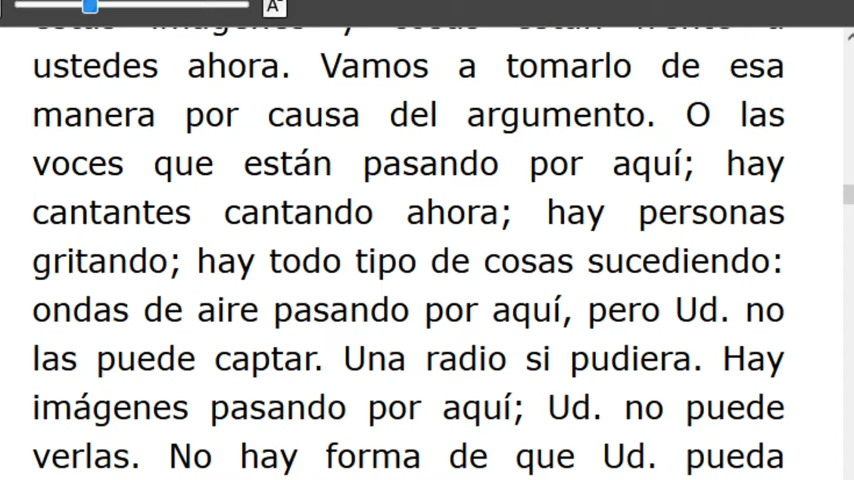 A
ustedes ahora. Vamos a tomarlo de esa
manera por causa del argumento. O las
voces que están pasando por aquí; hay
cantantes cantando ahora; hay personas
gritando; hay todo tipo de cosas sucediendo:
ondas de aire pasando por aquí, pero Ud. no
las puede captar. Una radio si pudiera. Hay
imágenes pasando por aquí; Ud. no puede
verlas. No hay forma de que Ud. pueda